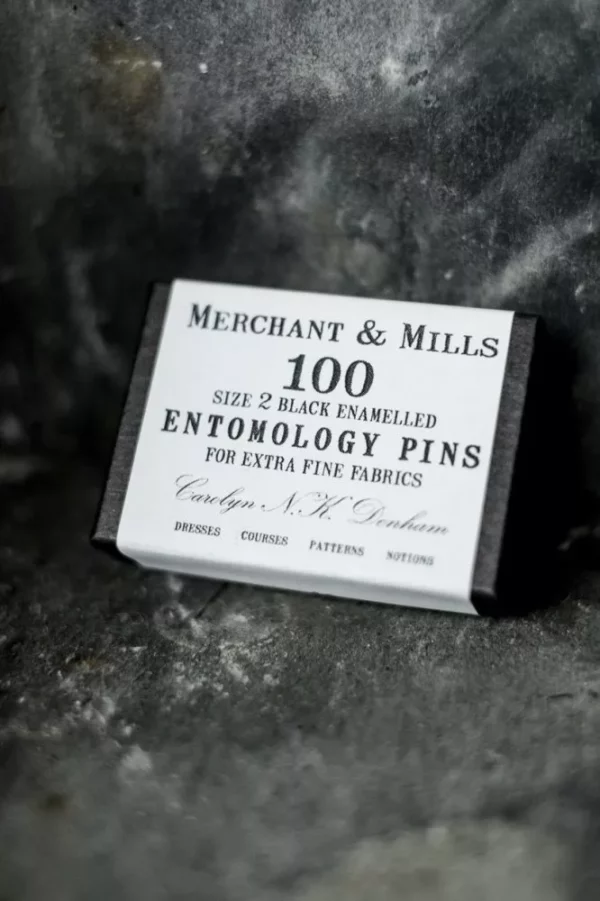 MERCHANT & MILLS
100
SIZE 2 BLACK ENAMELLED
ENTOMOLOGY PINS
FOR EXTRA FINE FABRICS
Carolyn N.K. Denham
DRESSES COURSES PATTERNS NOTIONS